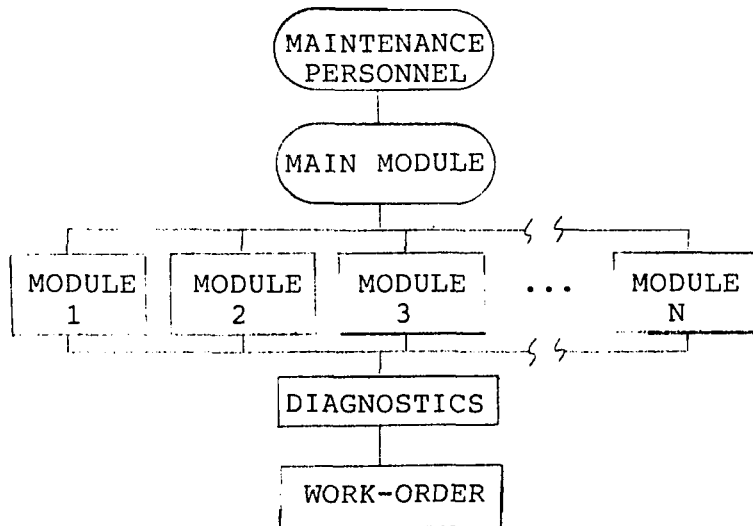 MAINTENANCE
PERSONNEL
MAIN MODULE
MODULE
1
MODULE
2
MODULE
3
...
MODULE
N
DIAGNOSTICS
WORK-ORDER